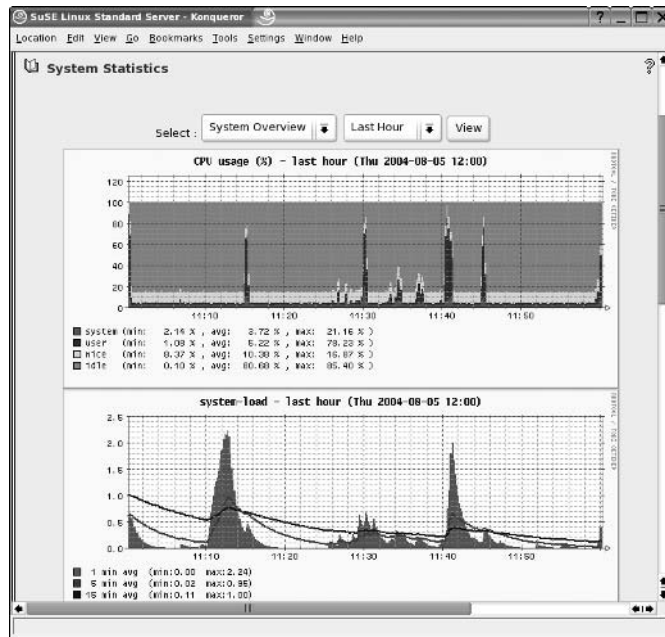 SuSE Linux Standard Server - Konqueror
Location Edit View Go Bookmarks Tools Settings Window Help
System Statistics
Select : System Overview Last Hour View
CPU usage (%) - last hour (Thu 2004-08-05 12:00)
120
100
80
60
40
20
0
11:10 11:20 11:30 11:40 11:50
system (min: 2.14 % , avg: 3.72 % , max: 21.16 % )
user (min: 1.08 % , avg: 5.22 % , max: 78.23 % )
nice (min: 8.37 % , avg: 10.38 % , max: 16.87 % )
idle (min: 0.10 % , avg: 80.68 % , max: 85.40 % )
system-load - last hour (Thu 2004-08-05 12:00)
2.5
2.0
1.5
1.0
0.5
0.0
11:10 11:20 11:30 11:40 11:50
1 min avg (min:0.00 max:2.24)
5 min avg (min:0.02 max:0.95)
15 min avg (min:0.11 max:1.00)